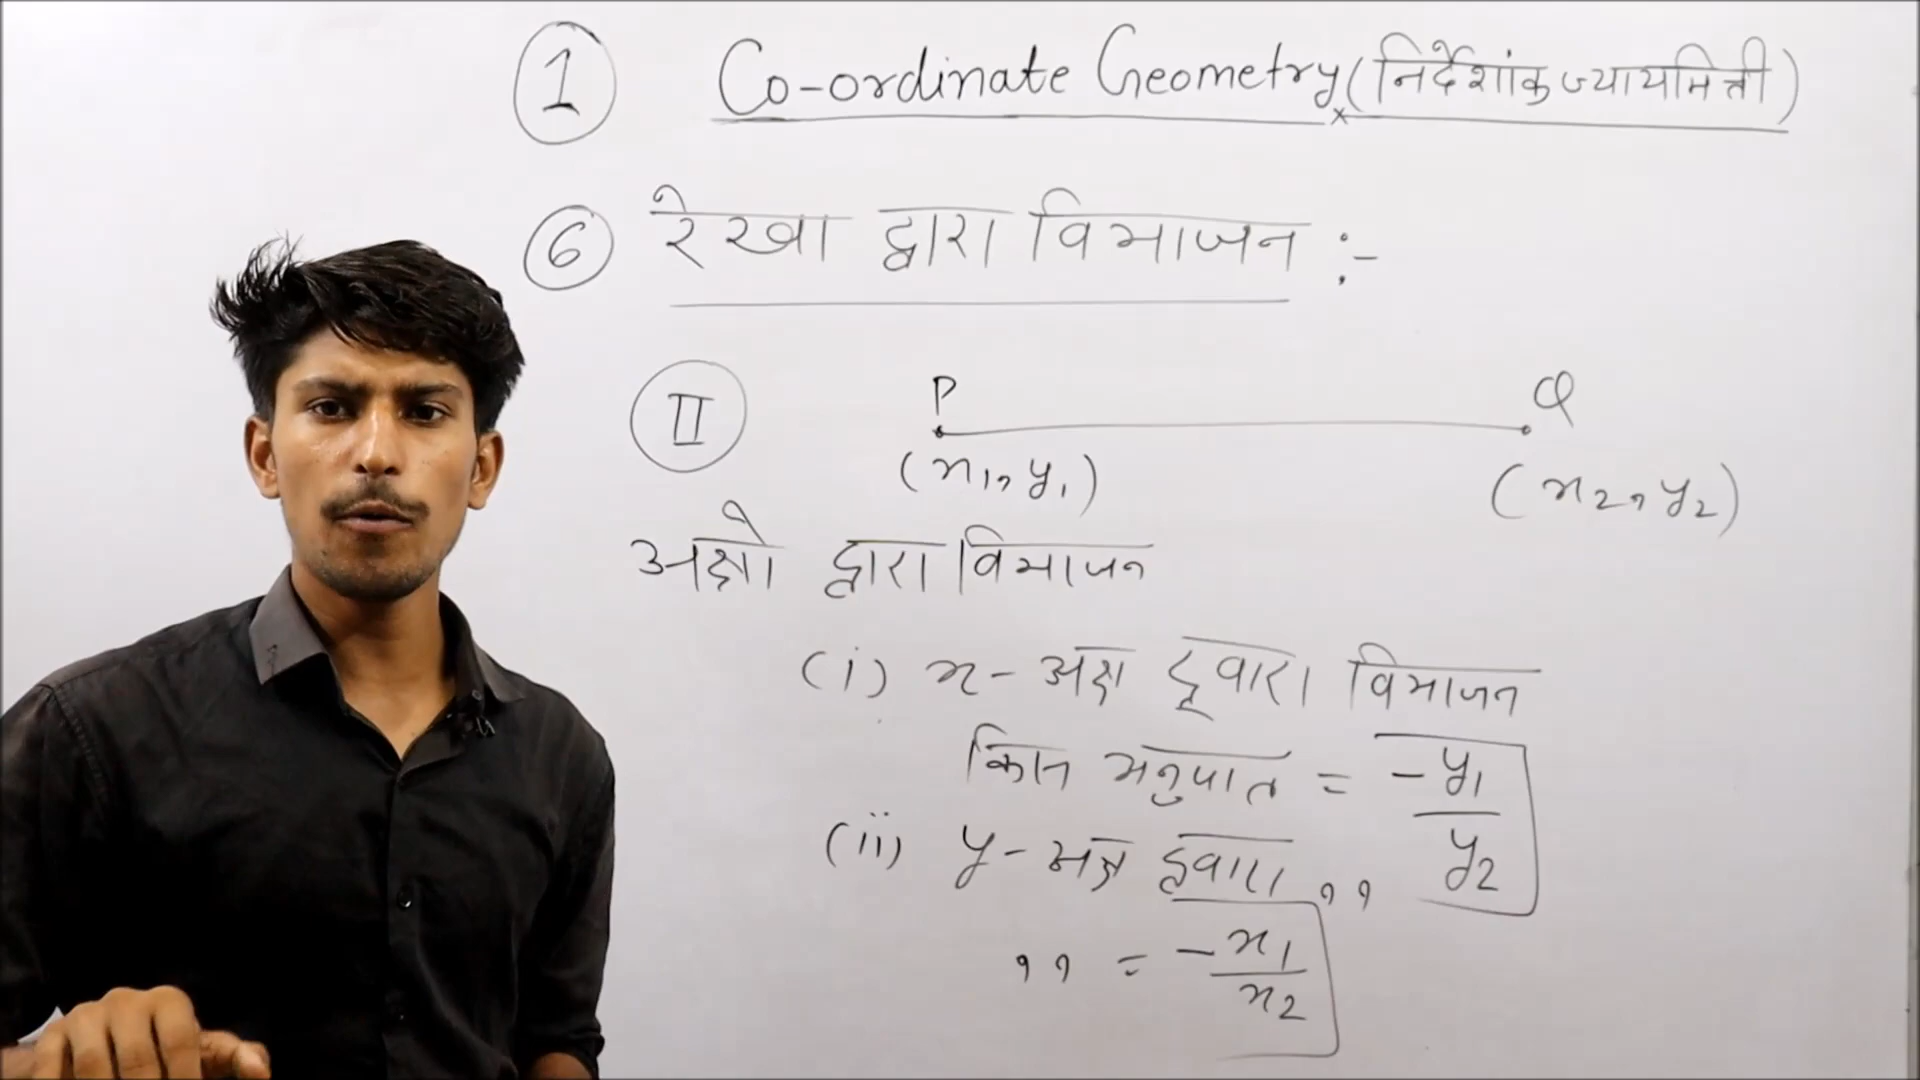 1 Co-ordinate Geometry (निर्देशांक ज्यायमित्ती)
6 रेखा द्वारा विभाजन :-
II P Q
(x1, y1) (x2, y2)
अक्षो द्वारा विभाजन
(i) x- अक्ष द्वारा विभाजन
किस अनुपात = -y1/y2
(ii) y- अक्ष द्वारा ,,
,, = -x1/x2